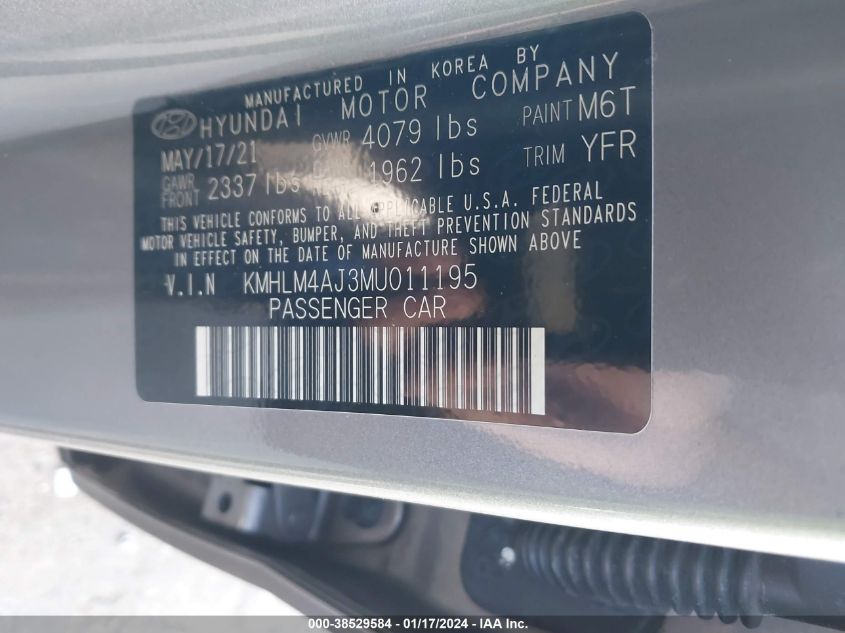 MANUFACTURED IN KOREA BY
HYUNDAI MOTOR COMPANY
MAY/17/21 GVWR 4079 lbs PAINT M6T
GAWR FRONT 2337 lbs 1962 lbs TRIM YFR
THIS VEHICLE CONFORMS TO ALL APPLICABLE U.S.A. FEDERAL
MOTOR VEHICLE SAFETY, BUMPER, AND THEFT PREVENTION STANDARDS
IN EFFECT ON THE DATE OF MANUFACTURE SHOWN ABOVE
V.I.N KMHLM4AJ3MU011195
PASSENGER CAR
000-38529584 / 01/17/2024 - IAA Inc.